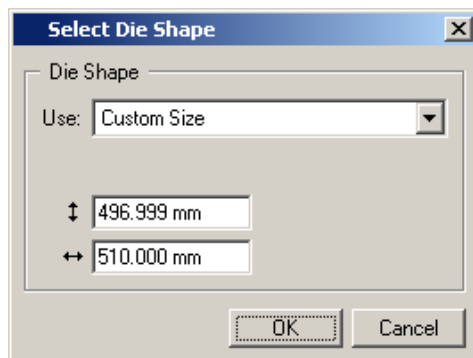 Select Die Shape
Die Shape
Use: Custom Size
496.999 mm
510.000 mm
OK Cancel